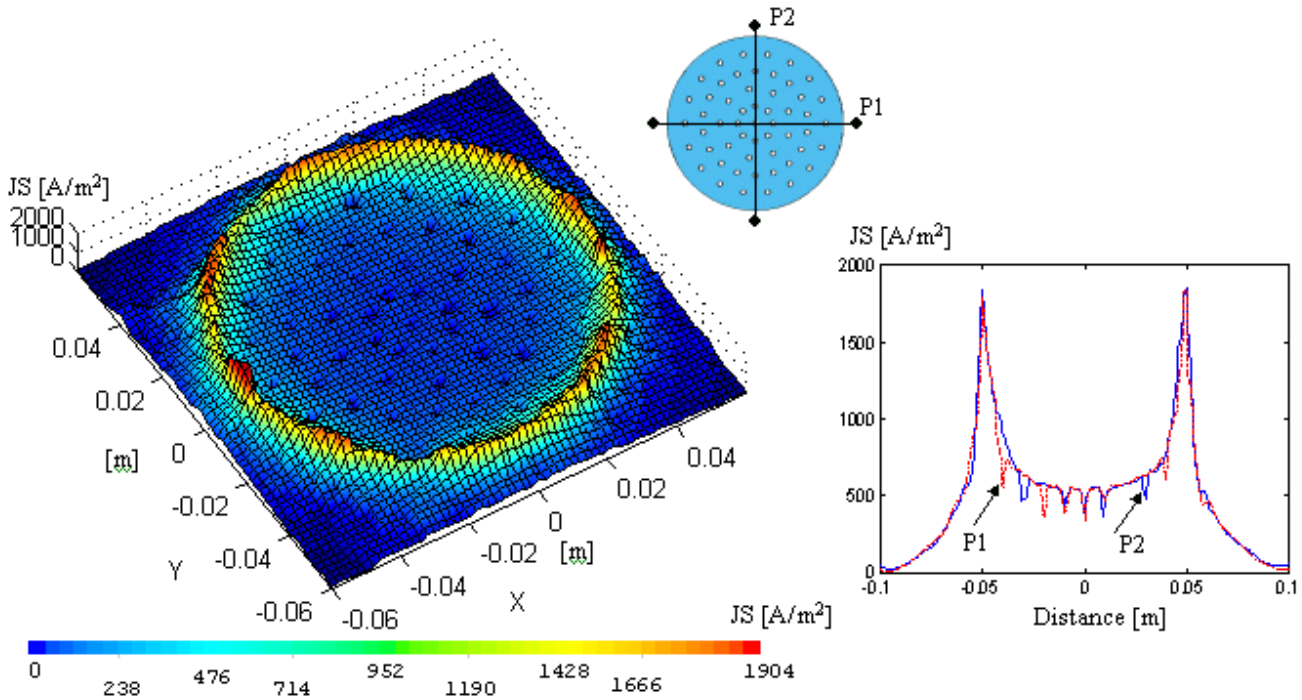 P2
P1
JS [A/m²]
2000
1000
0
0.04
0.02
[m]
0
-0.02
-0.04
Y
-0.06
-0.06
-0.04
X
-0.02
[m]
0
0.02
0.04
JS [A/m²]
2000
1500
1000
500
0
P1
P2
-0.1
-0.05
0
0.05
0.1
Distance [m]
JS [A/m²]
0
238
476
714
952
1190
1428
1666
1904